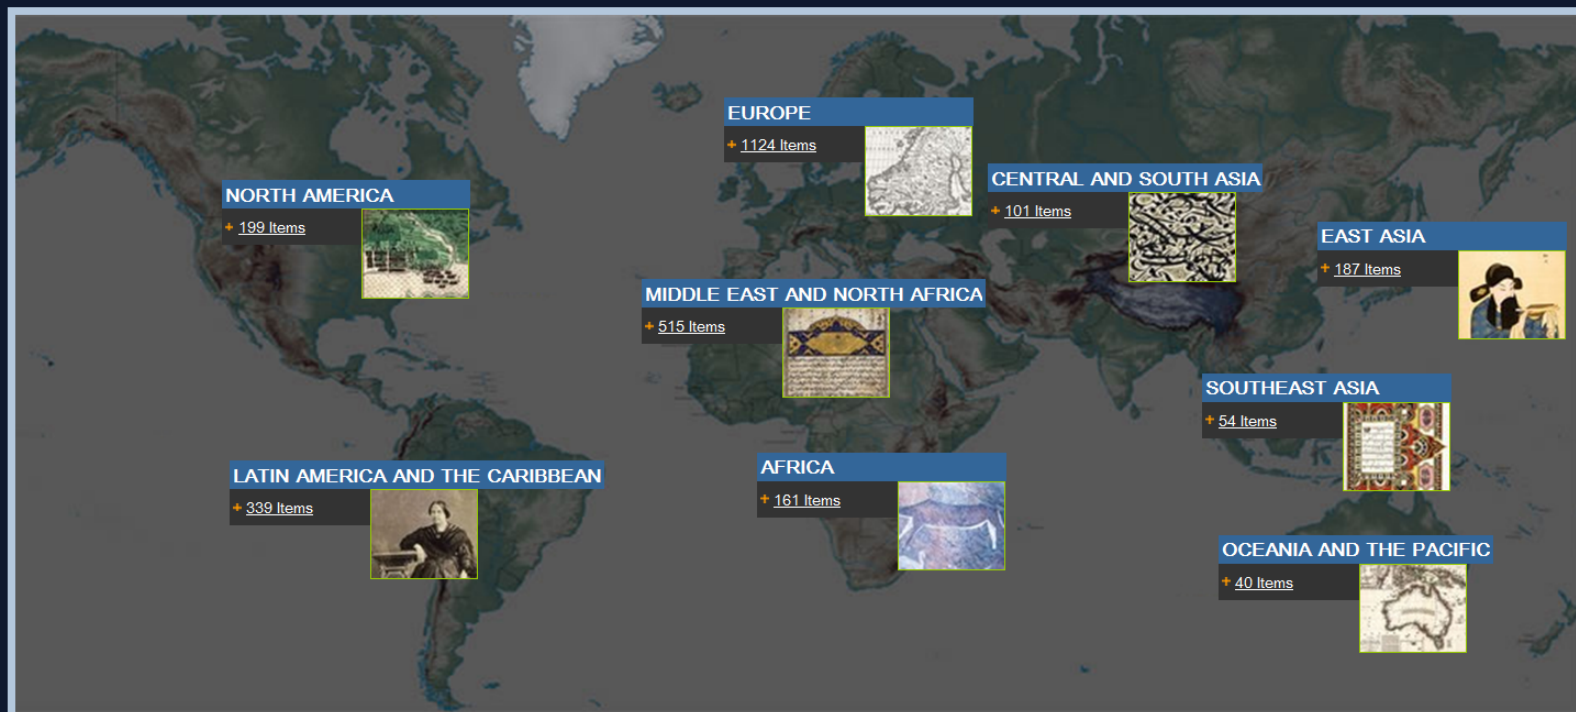 EUROPE
+ 1124 Items
CENTRAL AND SOUTH ASIA
+ 101 Items
NORTH AMERICA
+ 199 Items
EAST ASIA
+ 187 Items
MIDDLE EAST AND NORTH AFRICA
+ 515 Items
SOUTHEAST ASIA
+ 54 Items
LATIN AMERICA AND THE CARIBBEAN
+ 339 Items
AFRICA
+ 161 Items
OCEANIA AND THE PACIFIC
+ 40 Items